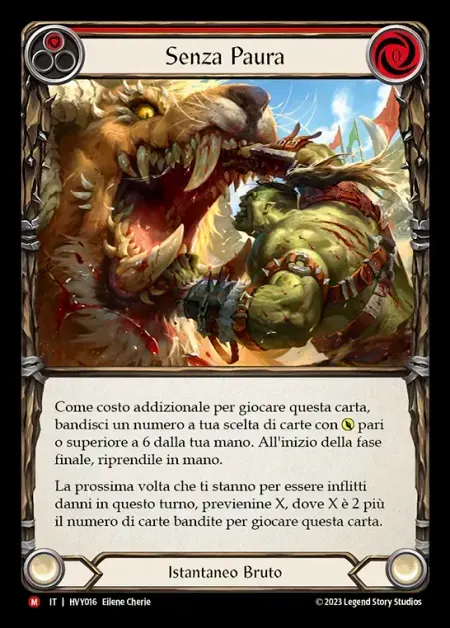 Senza Paura
0
Come costo addizionale per giocare questa carta,
bandisci un numero a tua scelta di carte con pari
o superiore a 6 dalla tua mano. All'inizio della fase
finale, riprendile in mano.
La prossima volta che ti stanno per essere inflitti
danni in questo turno, previenine X, dove X è 2 più
il numero di carte bandite per giocare questa carta.
Istantaneo Bruto
M IT | HVY016 Eilene Cherie
© 2023 Legend Story Studios